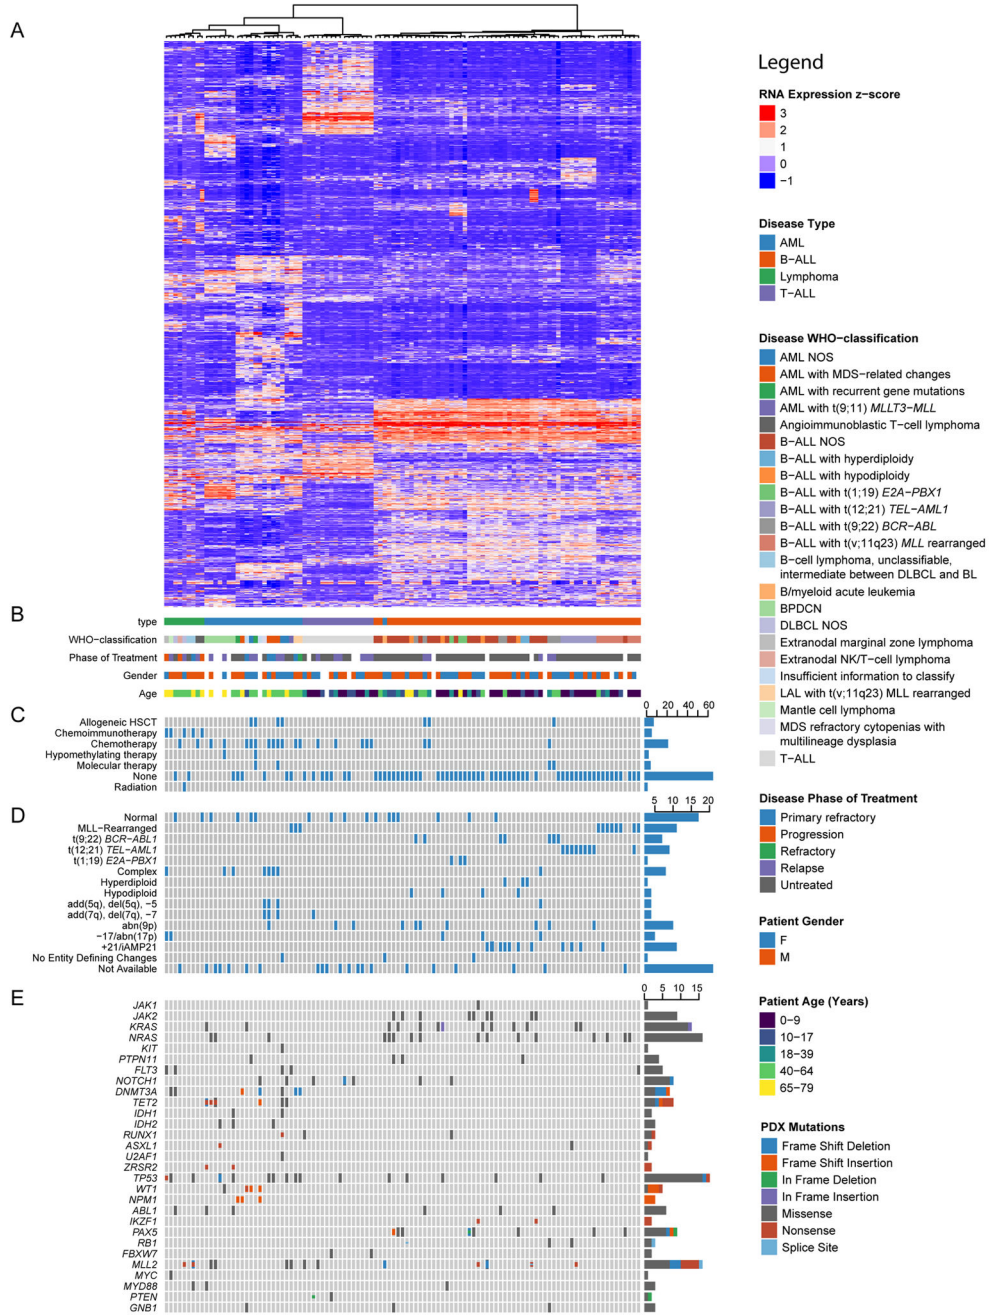 A
Legend
RNA Expression z−score
3
2
1
0
−1
Disease Type
AML
B−ALL
Lymphoma
T−ALL
Disease WHO−classification
AML NOS
AML with MDS−related changes
AML with recurrent gene mutations
AML with t(9;11) MLLT3−MLL
Angioimmunoblastic T−cell lymphoma
B−ALL NOS
B−ALL with hyperdiploidy
B−ALL with hypodiploidy
B−ALL with t(1;19) E2A−PBX1
B−ALL with t(12;21) TEL−AML1
B−ALL with t(9;22) BCR−ABL
B−ALL with t(v;11q23) MLL rearranged
B−cell lymphoma, unclassifiable,
intermediate between DLBCL and BL
B/myeloid acute leukemia
BPDCN
DLBCL NOS
Extranodal marginal zone lymphoma
Extranodal NK/T−cell lymphoma
Insufficient information to classify
LAL with t(v;11q23) MLL rearranged
Mantle cell lymphoma
MDS refractory cytopenias with
multilineage dysplasia
T−ALL
Disease Phase of Treatment
Primary refractory
Progression
Refractory
Relapse
Untreated
Patient Gender
F
M
Patient Age (Years)
0−9
10−17
18−39
40−64
65−79
PDX Mutations
Frame Shift Deletion
Frame Shift Insertion
In Frame Deletion
In Frame Insertion
Missense
Nonsense
Splice Site
B
type
WHO−classification
Phase of Treatment
Gender
Age
C
0 20 40 60
Allogeneic HSCT
Chemoimmunotherapy
Chemotherapy
Hypomethylating therapy
Molecular therapy
None
Radiation
D
5 10 15 20
Normal
MLL−Rearranged
t(9;22) BCR−ABL1
t(12;21) TEL−AML1
t(1;19) E2A−PBX1
Complex
Hyperdiploid
Hypodiploid
add(5q), del(5q), −5
add(7q), del(7q), −7
abn(9p)
−17/abn(17p)
+21/iAMP21
No Entity Defining Changes
Not Available
E
0 5 10 15
JAK1
JAK2
KRAS
NRAS
KIT
PTPN11
FLT3
NOTCH1
DNMT3A
TET2
IDH1
IDH2
RUNX1
ASXL1
U2AF1
ZRSR2
TP53
WT1
NPM1
ABL1
IKZF1
PAX5
RB1
FBXW7
MLL2
MYC
MYD88
PTEN
GNB1